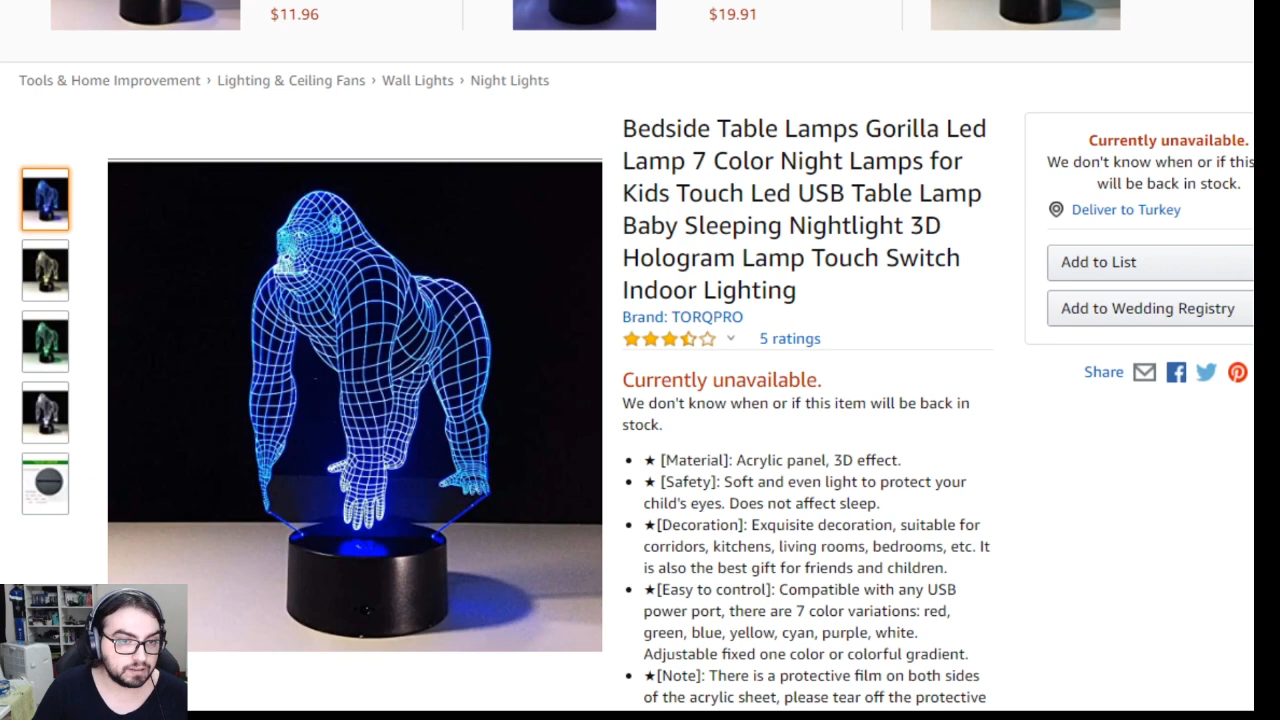 $11.96
$19.91
Tools & Home Improvement › Lighting & Ceiling Fans › Wall Lights › Night Lights
Bedside Table Lamps Gorilla Led
Lamp 7 Color Night Lamps for
Kids Touch Led USB Table Lamp
Baby Sleeping Nightlight 3D
Hologram Lamp Touch Switch
Indoor Lighting
Brand: TORQPRO
5 ratings
Currently unavailable.
We don't know when or if this item will be back in
stock.
★ [Material]: Acrylic panel, 3D effect.
★ [Safety]: Soft and even light to protect your
child's eyes. Does not affect sleep.
★[Decoration]: Exquisite decoration, suitable for
corridors, kitchens, living rooms, bedrooms, etc. It
is also the best gift for friends and children.
★[Easy to control]: Compatible with any USB
power port, there are 7 color variations: red,
green, blue, yellow, cyan, purple, white.
Adjustable fixed one color or colorful gradient.
★[Note]: There is a protective film on both sides
of the acrylic sheet, please tear off the protective
Currently unavailable.
We don't know when or if this
will be back in stock.
Deliver to Turkey
Add to List
Add to Wedding Registry
Share